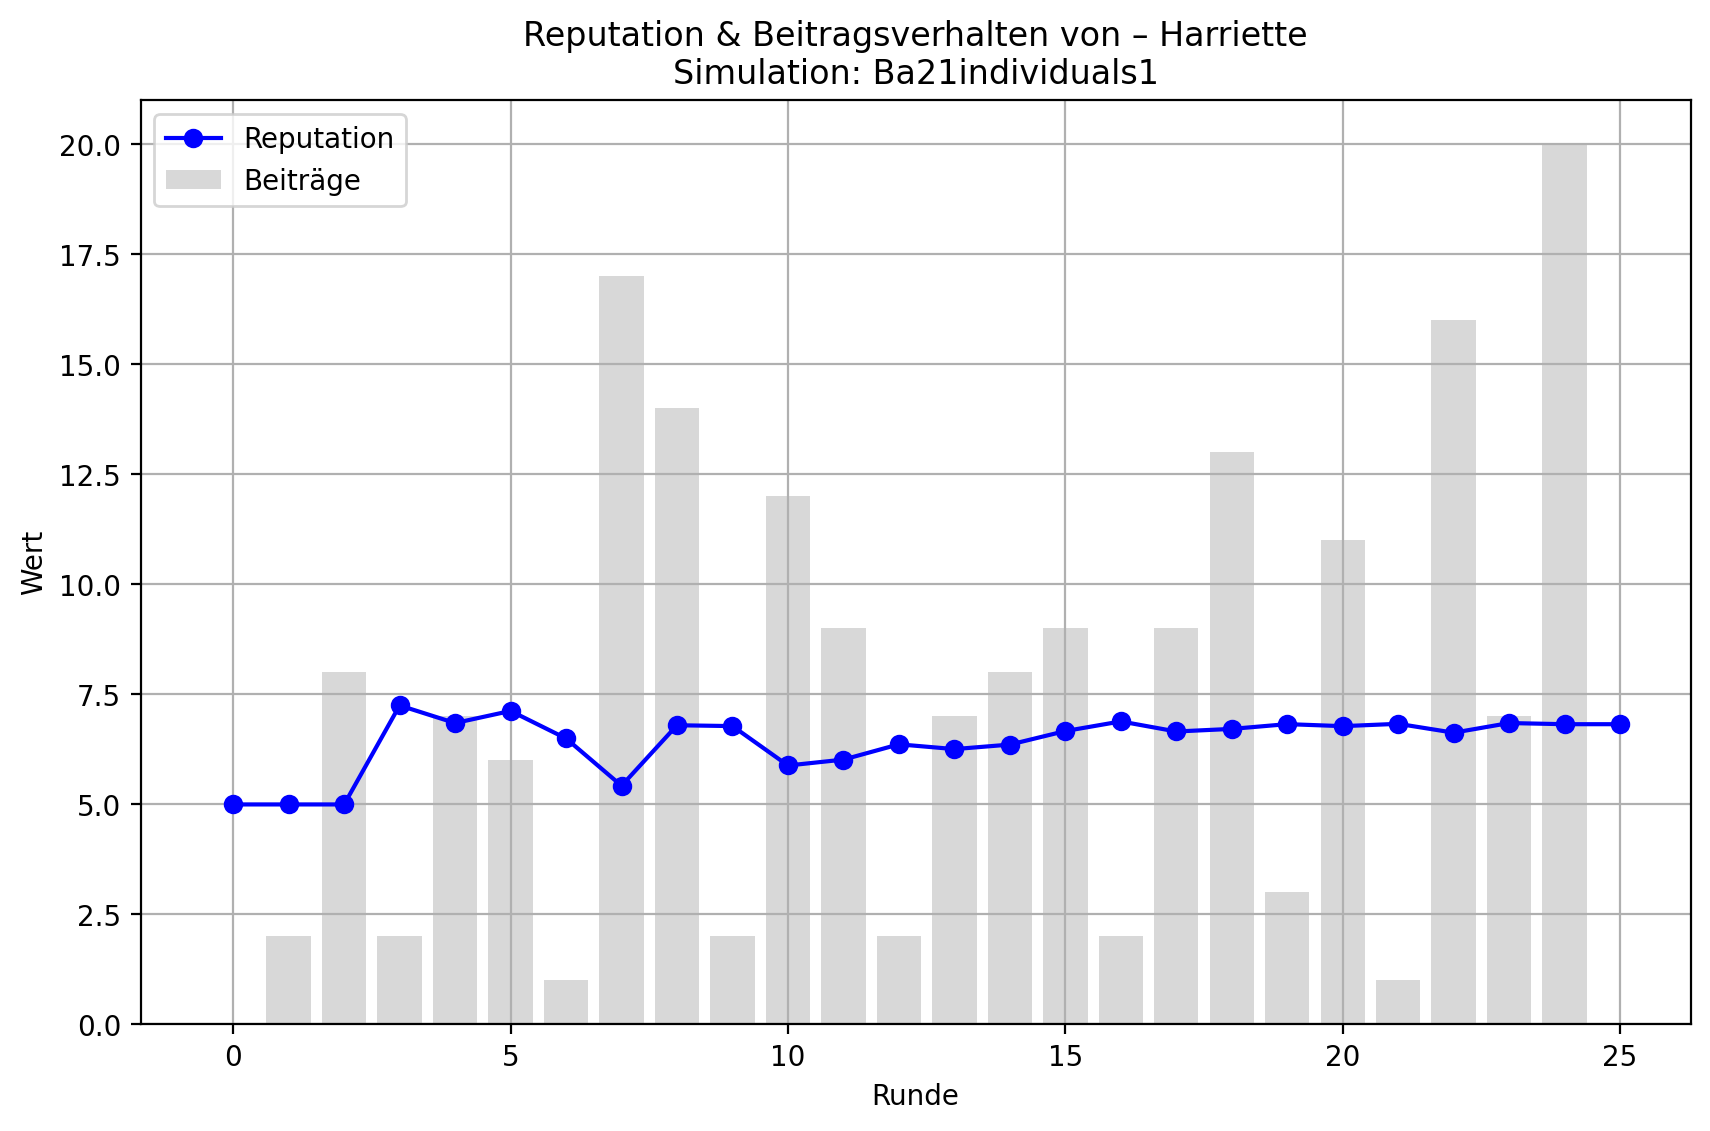 Reputation & Beitragsverhalten von – Harriette
Simulation: Ba21individuals1
Reputation
Beiträge
20.0
17.5
15.0
12.5
10.0
7.5
5.0
2.5
0.0
Wert
0 5 10 15 20 25
Runde